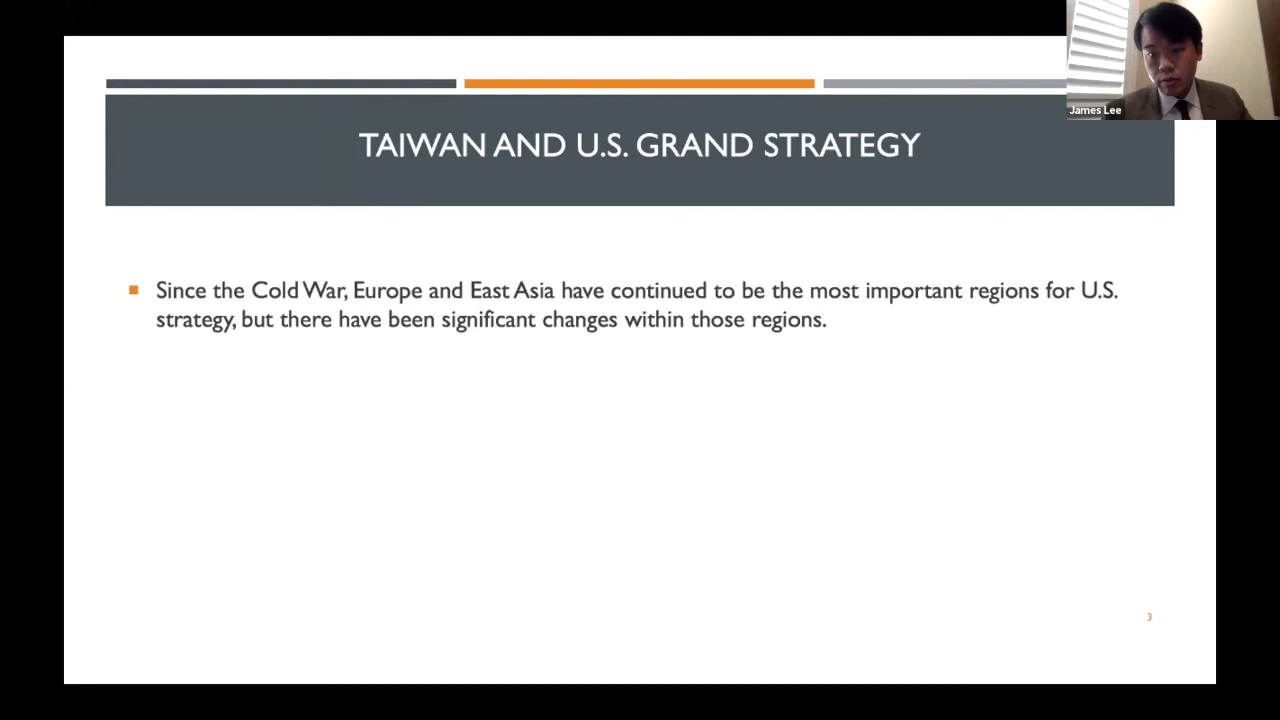 James Lee
TAIWAN AND U.S. GRAND STRATEGY
Since the Cold War, Europe and East Asia have continued to be the most important regions for U.S.
strategy, but there have been significant changes within those regions.
3